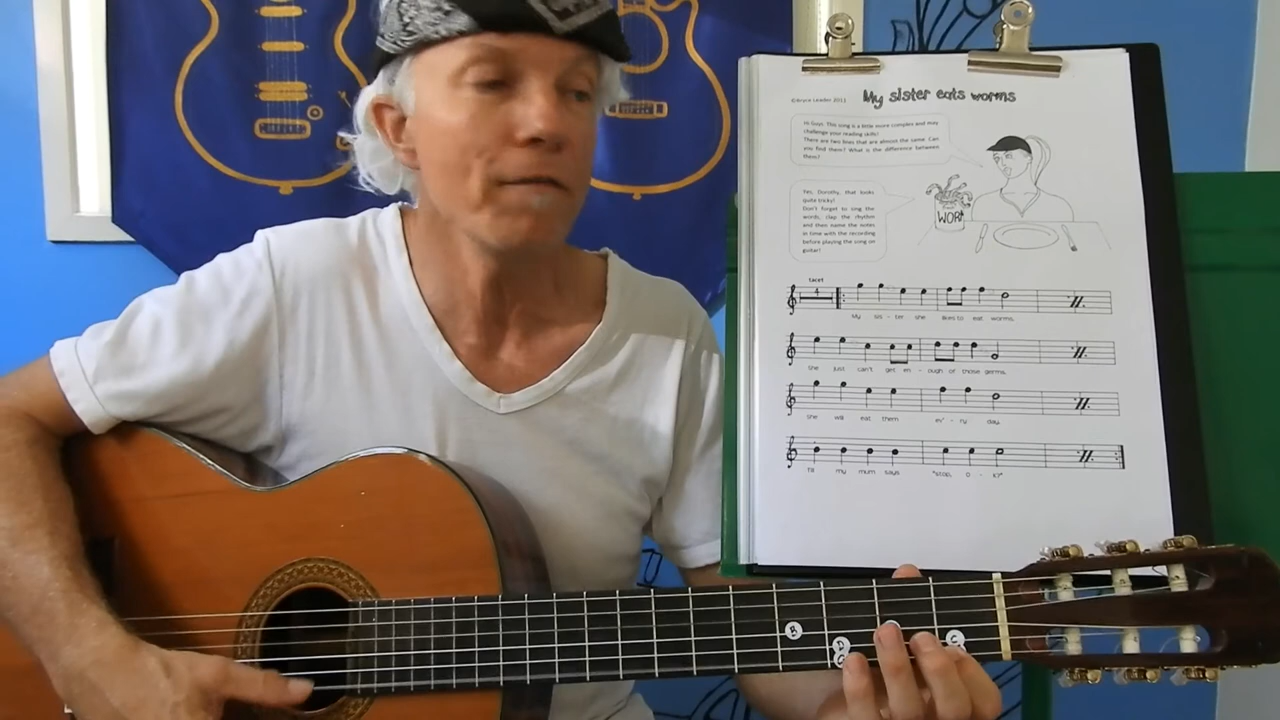 ©Bryce Leader 2011
My sister eats worms
Hi Guys. This song is a little more complex and may
challenge your reading skills!
There are two lines that are almost the same. Can
you find them? What is the difference between
them?
Yes, Dorothy, that looks
quite tricky!
Don't forget to sing the
words, clap the rhythm
and then name the notes
in time with the recording
before playing the song on
guitar!
WOR
tacet
4
My sis - ter she likes to eat worms.
She just can't get en - ough of those germs.
She will eat them ev' - ry day.
'Till my mum says "Stop, O - K?"
B
C